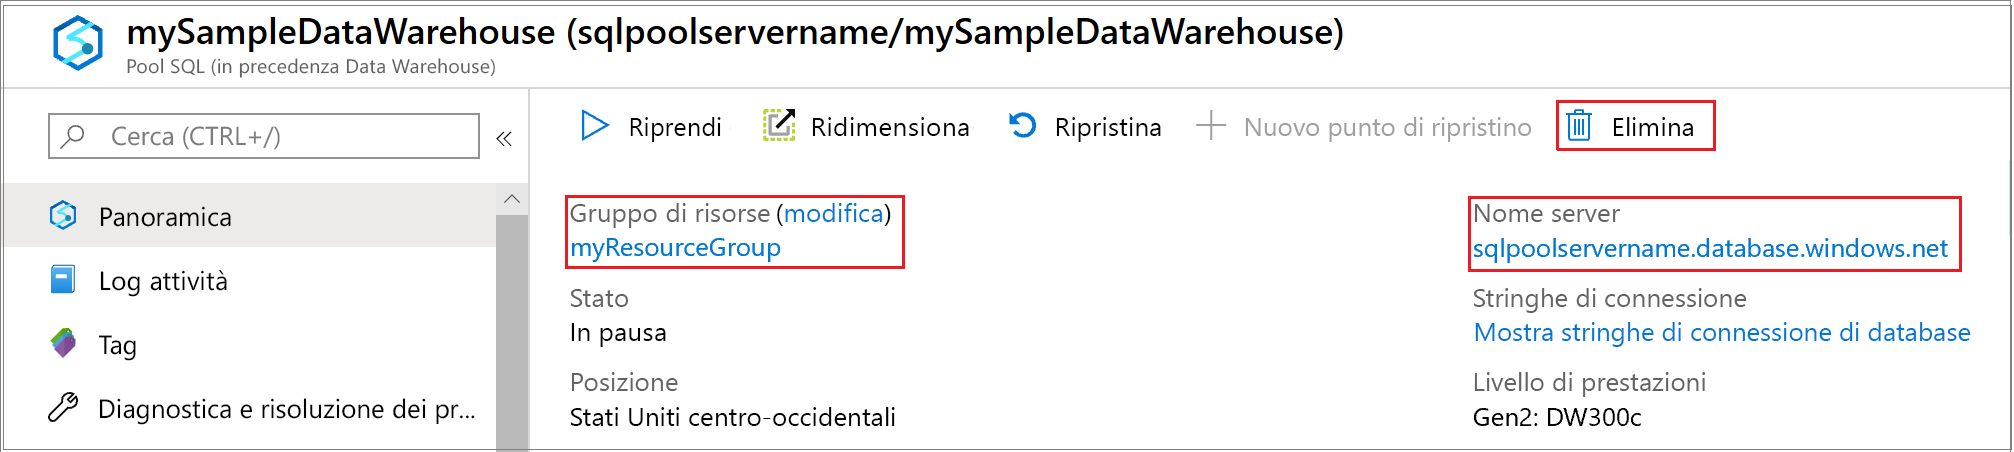 mySampleDataWarehouse (sqlpoolservername/mySampleDataWarehouse)
Pool SQL (in precedenza Data Warehouse)
Cerca (CTRL+/)
«
Riprendi
Ridimensiona
Ripristina
Nuovo punto di ripristino
Elimina
Panoramica
Log attività
Tag
Diagnostica e risoluzione dei pr...
Gruppo di risorse (modifica)
myResourceGroup
Stato
In pausa
Posizione
Stati Uniti centro-occidentali
Nome server
sqlpoolservername.database.windows.net
Stringhe di connessione
Mostra stringhe di connessione di database
Livello di prestazioni
Gen2: DW300c